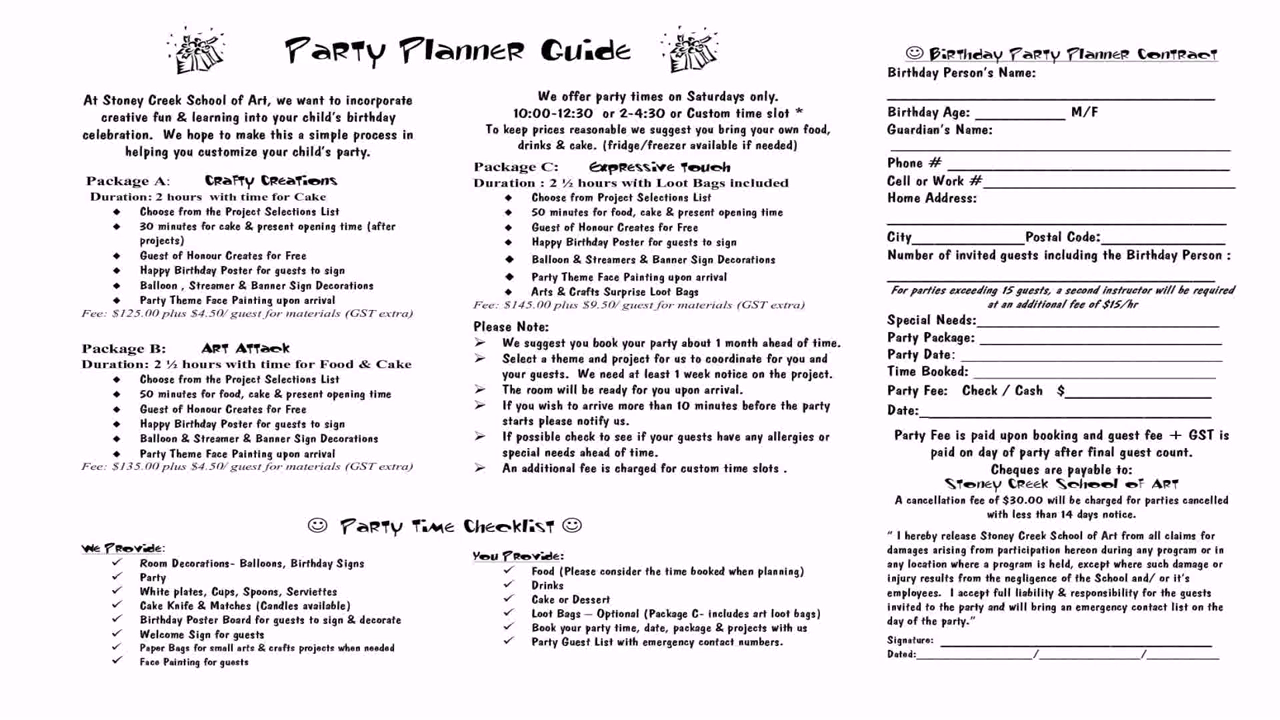 Party Planner Guide
At Stoney Creek School of Art, we want to incorporate
creative fun & learning into your child's birthday
celebration. We hope to make this a simple process in
helping you customize your child's party.
Package A: Crafty Creations
Duration: 2 hours with time for Cake
◆ Choose from the Project Selections List
◆ 30 minutes for cake & present opening time (after
projects)
◆ Guest of Honour Creates for Free
◆ Happy Birthday Poster for guests to sign
◆ Balloon , Streamer & Banner Sign Decorations
◆ Party Theme Face Painting upon arrival
Fee: $125.00 plus $4.50/ guest for materials (GST extra)
Package B: Art Attack
Duration: 2 ½ hours with time for Food & Cake
◆ Choose from the Project Selections List
◆ 50 minutes for food, cake & present opening time
◆ Guest of Honour Creates for Free
◆ Happy Birthday Poster for guests to sign
◆ Balloon & Streamer & Banner Sign Decorations
◆ Party Theme Face Painting upon arrival
Fee: $135.00 plus $4.50/ guest for materials (GST extra)
We offer party times on Saturdays only.
10:00-12:30 or 2-4:30 or Custom time slot *
To keep prices reasonable we suggest you bring your own food,
drinks & cake. (fridge/freezer available if needed)
Package C: Expressive Touch
Duration : 2 ½ hours with Loot Bags included
◆ Choose from Project Selections List
◆ 50 minutes for food, cake & present opening time
◆ Guest of Honour Creates for Free
◆ Happy Birthday Poster for guests to sign
◆ Balloon & Streamers & Banner Sign Decorations
◆ Party Theme Face Painting upon arrival
◆ Arts & Crafts Surprise Loot Bags
Fee: $145.00 plus $9.50/ guest for materials (GST extra)
Please Note:
➢ We suggest you book your party about 1 month ahead of time.
➢ Select a theme and project for us to coordinate for you and
your guests. We need at least 1 week notice on the project.
➢ The room will be ready for you upon arrival.
➢ If you wish to arrive more than 10 minutes before the party
starts please notify us.
➢ If possible check to see if your guests have any allergies or
special needs ahead of time.
➢ An additional fee is charged for custom time slots .
☺ Party Time Checklist ☺
We Provide:
✓ Room Decorations- Balloons, Birthday Signs
✓ Party
✓ White plates, Cups, Spoons, Serviettes
✓ Cake Knife & Matches (Candles available)
✓ Birthday Poster Board for guests to sign & decorate
✓ Welcome Sign for guests
✓ Paper Bags for small arts & crafts projects when needed
✓ Face Painting for guests
You Provide:
✓ Food (Please consider the time booked when planning)
✓ Drinks
✓ Cake or Dessert
✓ Loot Bags – Optional (Package C- includes art loot bags)
✓ Book your party time, date, package & projects with us
✓ Party Guest List with emergency contact numbers.
☺ Birthday Party Planner Contract
Birthday Person's Name:
Birthday Age: __________ M/F
Guardian's Name:
Phone #
Cell or Work #
Home Address:
City____________Postal Code:____________
Number of invited guests including the Birthday Person :
For parties exceeding 15 guests, a second instructor will be required
at an additional fee of $15/hr
Special Needs:
Party Package:
Party Date:
Time Booked:
Party Fee: Check / Cash $
Date:
Party Fee is paid upon booking and guest fee + GST is
paid on day of party after final guest count.
Cheques are payable to:
Stoney Creek School of Art
A cancellation fee of $30.00 will be charged for parties cancelled
with less than 14 days notice.
" I hereby release Stoney Creek School of Art from all claims for
damages arising from participation hereon during any program or in
any location where a program is held, except where such damage or
injury results from the negligence of the School and/ or it's
employees. I accept full liability & responsibility for the guests
invited to the party and will bring an emergency contact list on the
day of the party."
Signature:
Dated:____________/____________/____________